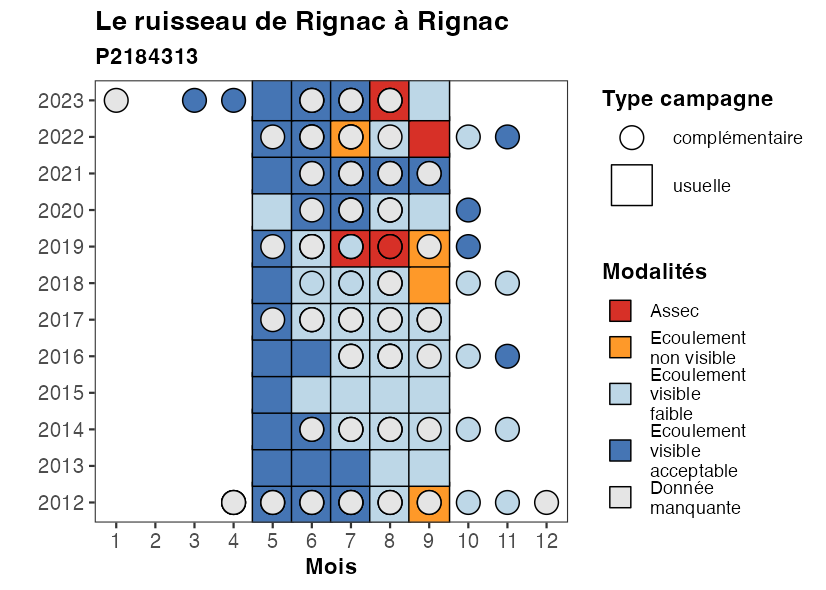 Le ruisseau de Rignac à Rignac
P2184313
2023
2022
2021
2020
2019
2018
2017
2016
2015
2014
2013
2012
1 2 3 4 5 6 7 8 9 10 11 12
Mois
Type campagne
complémentaire
usuelle
Modalités
Assec
Ecoulement
non visible
Ecoulement
visible
faible
Ecoulement
visible
acceptable
Donnée
manquante